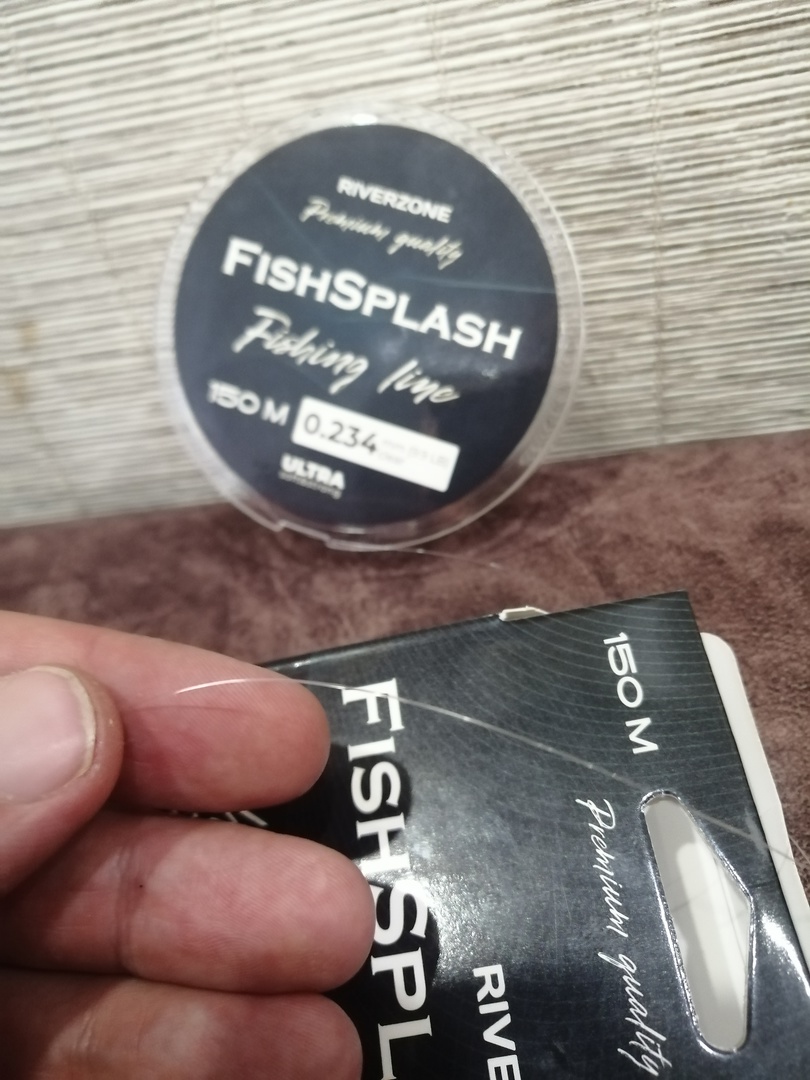 RIVERZONE
Premium quality
FISHSPLASH
Fishing line
150 M 0.234
ULTRA
150 M
Premium quality
FISHSPL
RIVE